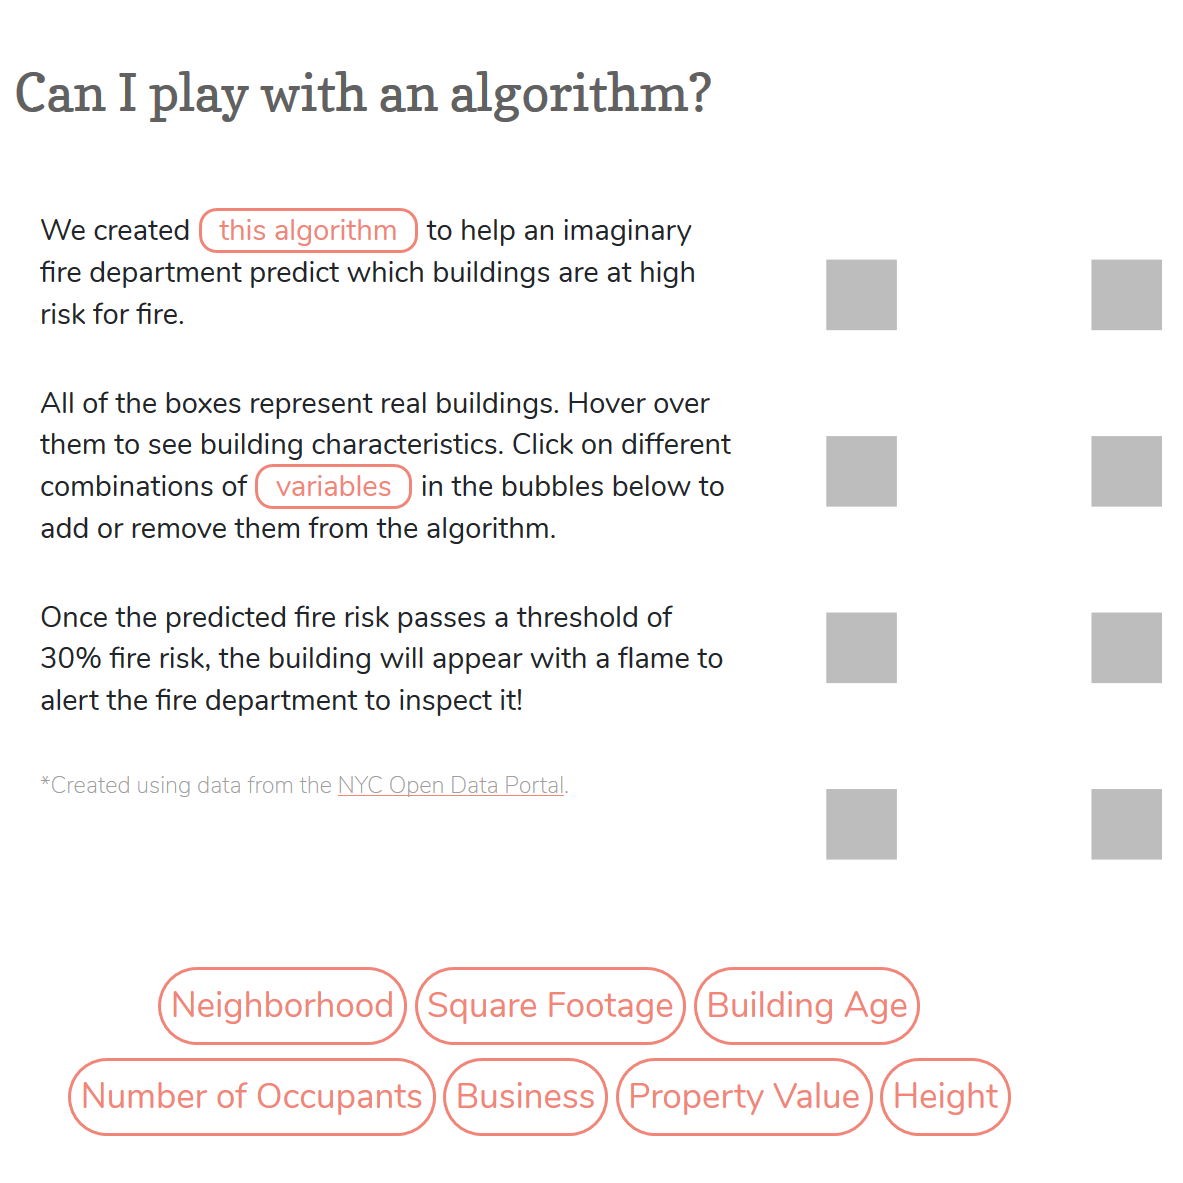 Can I play with an algorithm?
We created this algorithm to help an imaginary
fire department predict which buildings are at high
risk for fire.
All of the boxes represent real buildings. Hover over
them to see building characteristics. Click on different
combinations of variables in the bubbles below to
add or remove them from the algorithm.
Once the predicted fire risk passes a threshold of
30% fire risk, the building will appear with a flame to
alert the fire department to inspect it!
*Created using data from the NYC Open Data Portal.
Neighborhood Square Footage Building Age
Number of Occupants Business Property Value Height